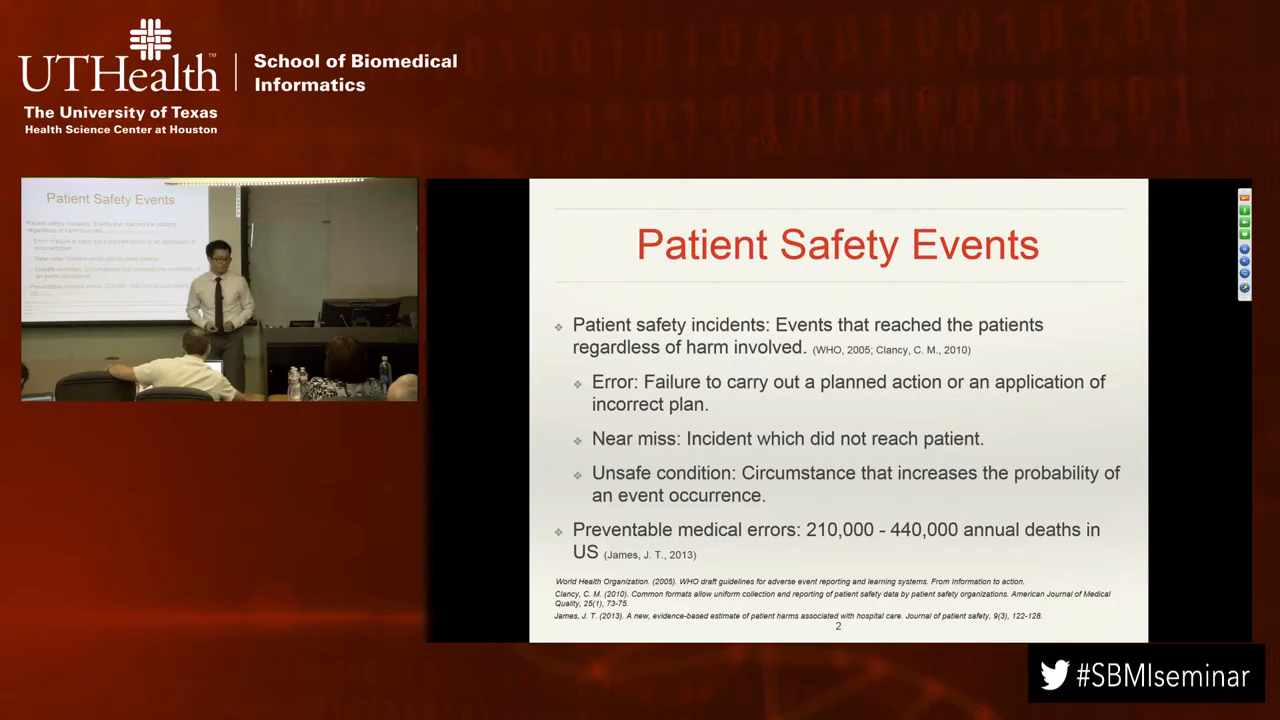 UTHealth™
The University of Texas
Health Science Center at Houston
School of Biomedical
Informatics
Patient Safety Events
Patient Safety Events
Patient safety incidents: Events that reached the patients
regardless of harm involved. (WHO, 2005; Clancy, C. M., 2010)
Error: Failure to carry out a planned action or an application of
incorrect plan.
Near miss: Incident which did not reach patient.
Unsafe condition: Circumstance that increases the probability of
an event occurrence.
Preventable medical errors: 210,000 - 440,000 annual deaths in
US (James, J. T., 2013)
World Health Organization. (2005). WHO draft guidelines for adverse event reporting and learning systems. From Information to action.
Clancy, C. M. (2010). Common formats allow uniform collection and reporting of patient safety data by patient safety organizations. American Journal of Medical
Quality, 25(1), 73-75.
James, J. T. (2013). A new, evidence-based estimate of patient harms associated with hospital care. Journal of patient safety, 9(3), 122-128.
2
#SBMIseminar